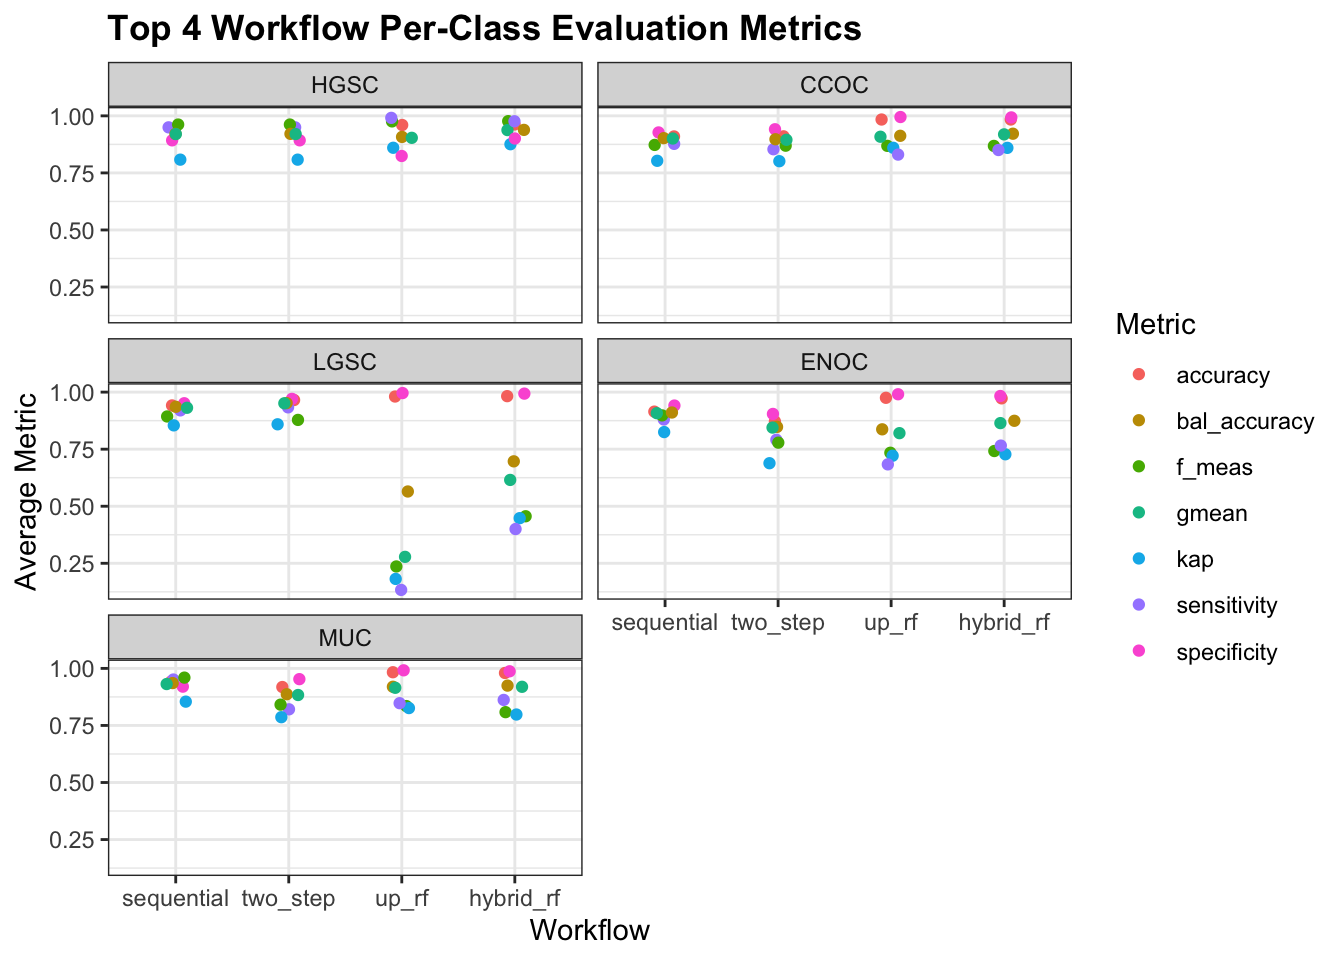 Top 4 Workflow Per-Class Evaluation Metrics
HGSC
CCOC
1.00
0.75
0.50
0.25
LGSC
ENOC
1.00
0.75
0.50
0.25
sequential two_step up_rf hybrid_rf
MUC
1.00
0.75
0.50
0.25
sequential two_step up_rf hybrid_rf
Workflow
Average Metric
Metric
accuracy
bal_accuracy
f_meas
gmean
kap
sensitivity
specificity